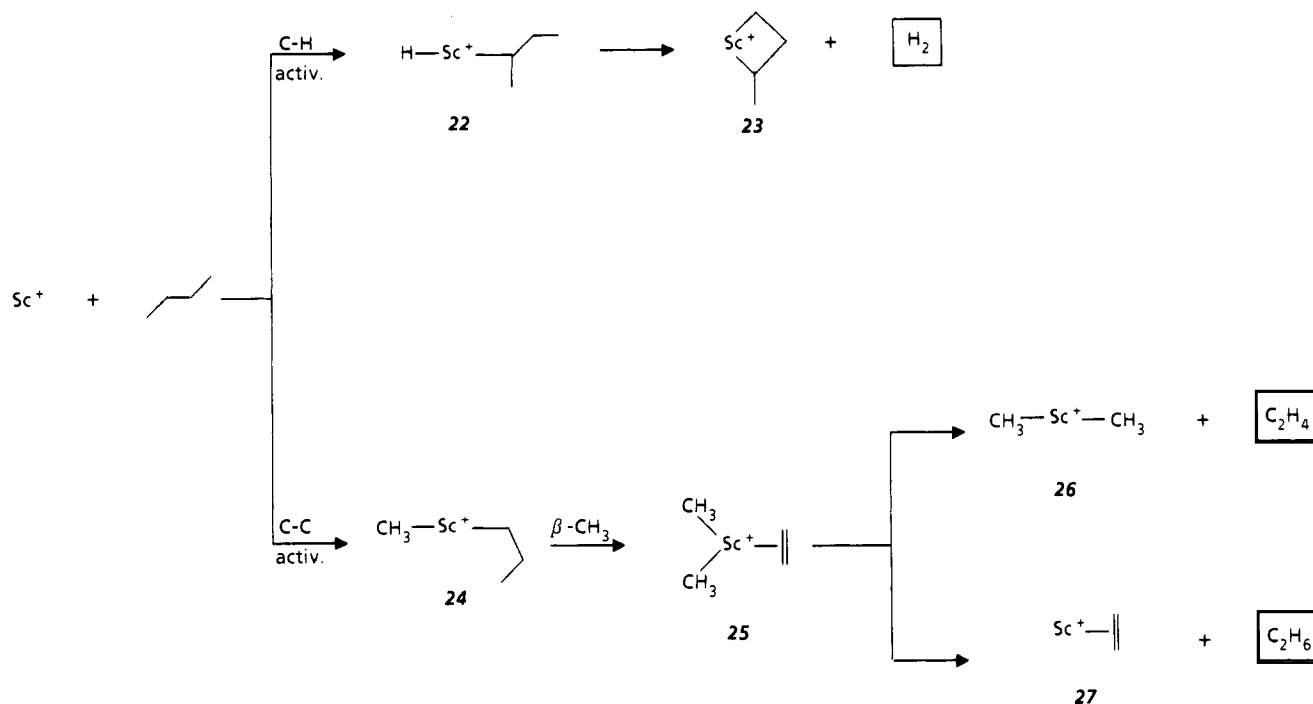 C-H
activ.
H—Sc⁺
22
Sc⁺
23
+
H₂
Sc⁺ +
C-C
activ.
CH₃—Sc⁺
24
β-CH₃
CH₃
Sc⁺
CH₃
25
CH₃—Sc⁺—CH₃
26
+
C₂H₄
Sc⁺
27
+
C₂H₆